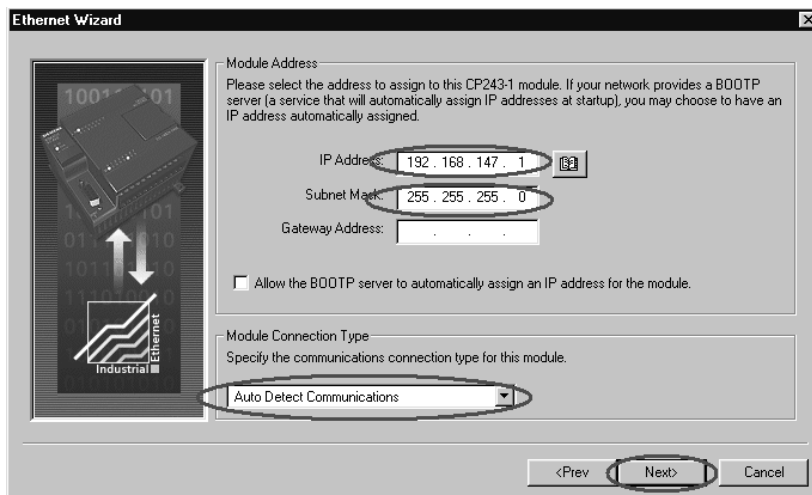 Ethernet Wizard
Module Address
Please select the address to assign to this CP243-1 module. If your network provides a BOOTP
server (a service that will automatically assign IP addresses at startup), you may choose to have an
IP address automatically assigned.
IP Address: 192 . 168 . 147 . 1
Subnet Mask: 255 . 255 . 255 . 0
Gateway Address: . . .
Allow the BOOTP server to automatically assign an IP address for the module.
Industrial Ethernet
Module Connection Type
Specify the communications connection type for this module.
Auto Detect Communications
<Prev
Next>
Cancel